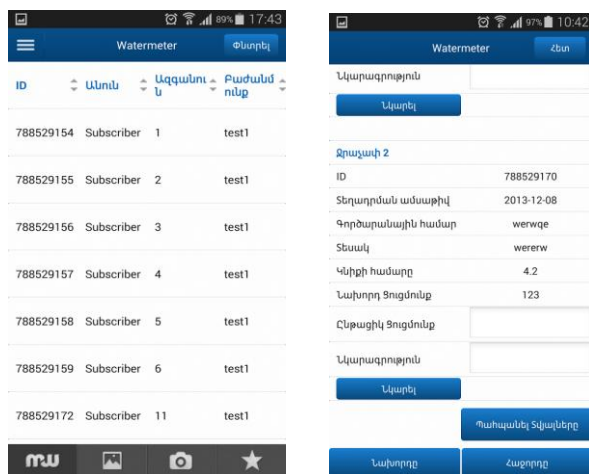 89% 17:43
Watermeter
Փնտրել
ID Անուն Ազգանու Բաժանմ
ն ունք
788529154 Subscriber 1 test1
788529155 Subscriber 2 test1
788529156 Subscriber 3 test1
788529157 Subscriber 4 test1
788529158 Subscriber 5 test1
788529159 Subscriber 6 test1
788529172 Subscriber 11 test1
97% 10:42
Watermeter
Հետ
Նկարագրություն
Նկարել
Ջրաչափ 2
ID 788529170
Տեղադրման ամսաթիվ 2013-12-08
Գործարանային համար werwqe
Տեսակ wererw
Կնիքի համարը 4.2
Նախորդ Ցուցմունք 123
Ընթացիկ Ցուցմունք
Նկարագրություն
Նկարել
Պահպանել Տվյալները
Նախորդը Հաջորդը